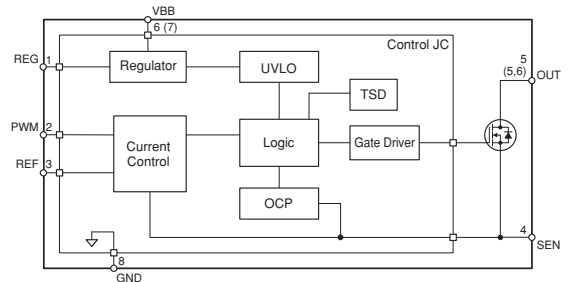 VBB
6 (7)
Control JC
REG
1
Regulator
UVLO
5
(5,6)
OUT
TSD
PWM
2
Current
Control
Logic
Gate Driver
REF
3
OCP
4
SEN
8
GND